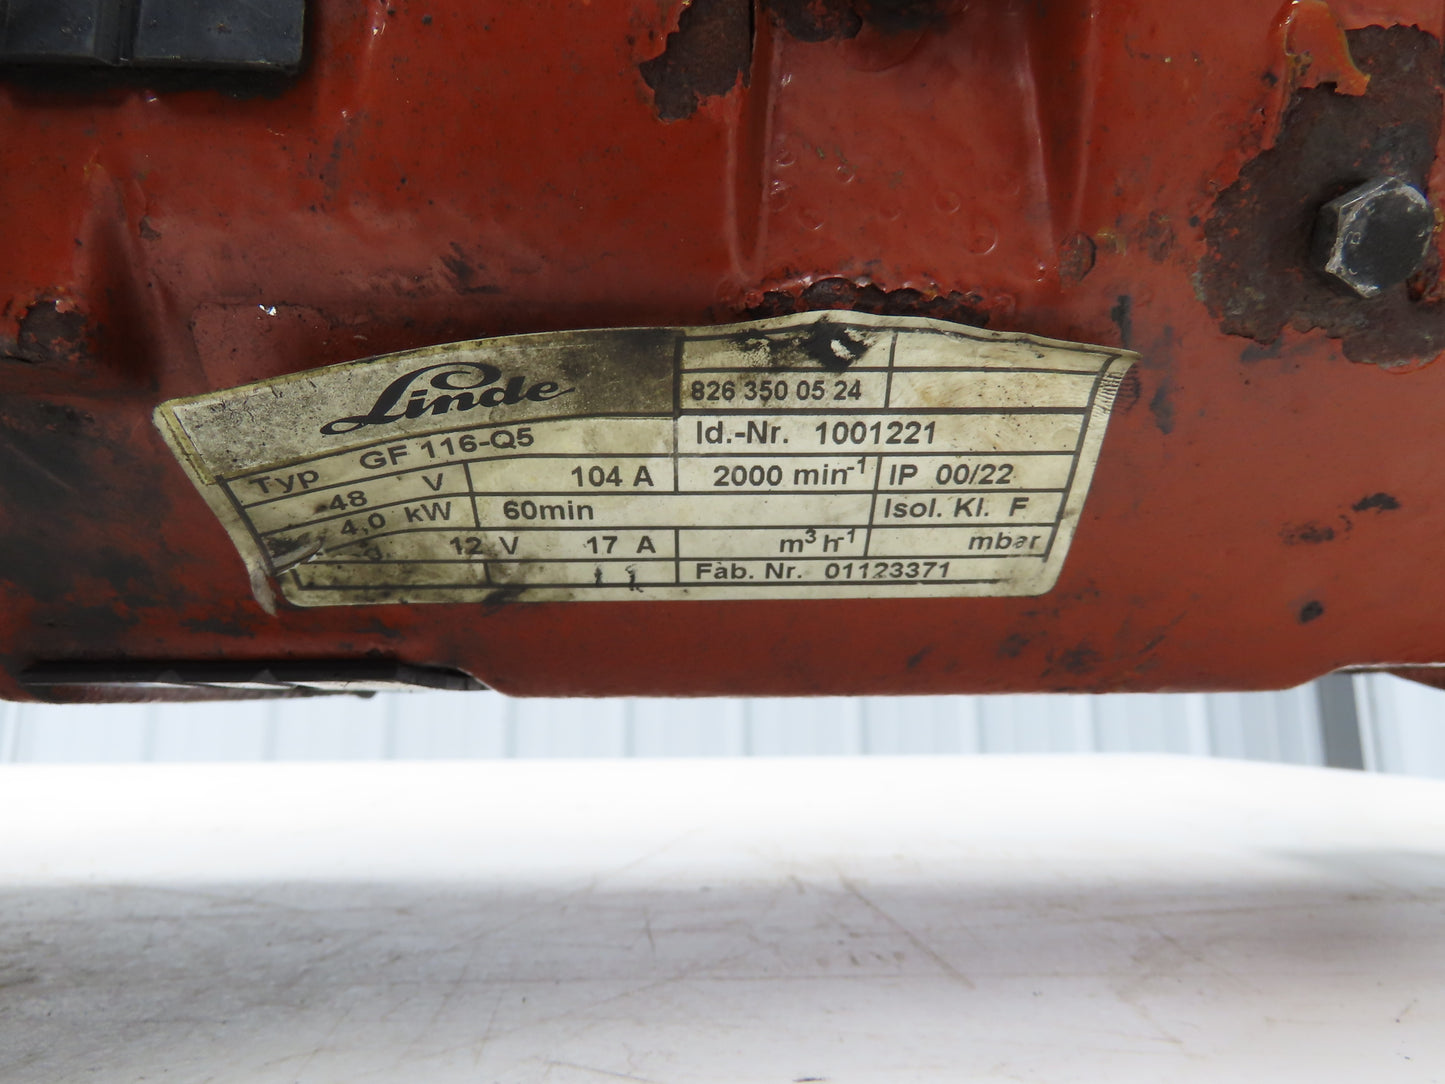 Linde
826 350 05 24
Typ GF 116-Q5 Id.-Nr. 1001221
48 V 104 A 2000 min-1 IP 00/22
4,0 kW 60min Isol. Kl. F
12 V 17 A m3 h-1 mbar
Fab. Nr. 01123371